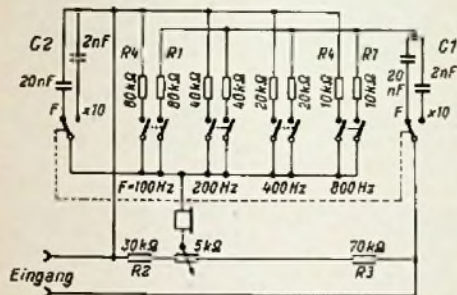 C2
2nF
20nF
F
x10
R4
80kΩ
R1
80kΩ
40kΩ
40kΩ
20kΩ
20kΩ
R4
10kΩ
R1
10kΩ
C1
20
nF
2nF
F
x10
F=100Hz
200Hz
400Hz
800Hz
30kΩ
R2
5kΩ
70kΩ
R3
Eingang